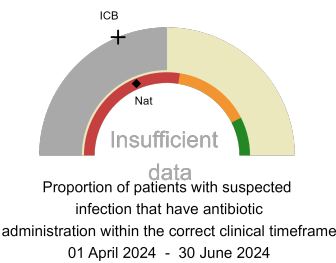 ICB
Nat
Insufficient
data
Proportion of patients with suspected
infection that have antibiotic
administration within the correct clinical timeframe
01 April 2024 - 30 June 2024